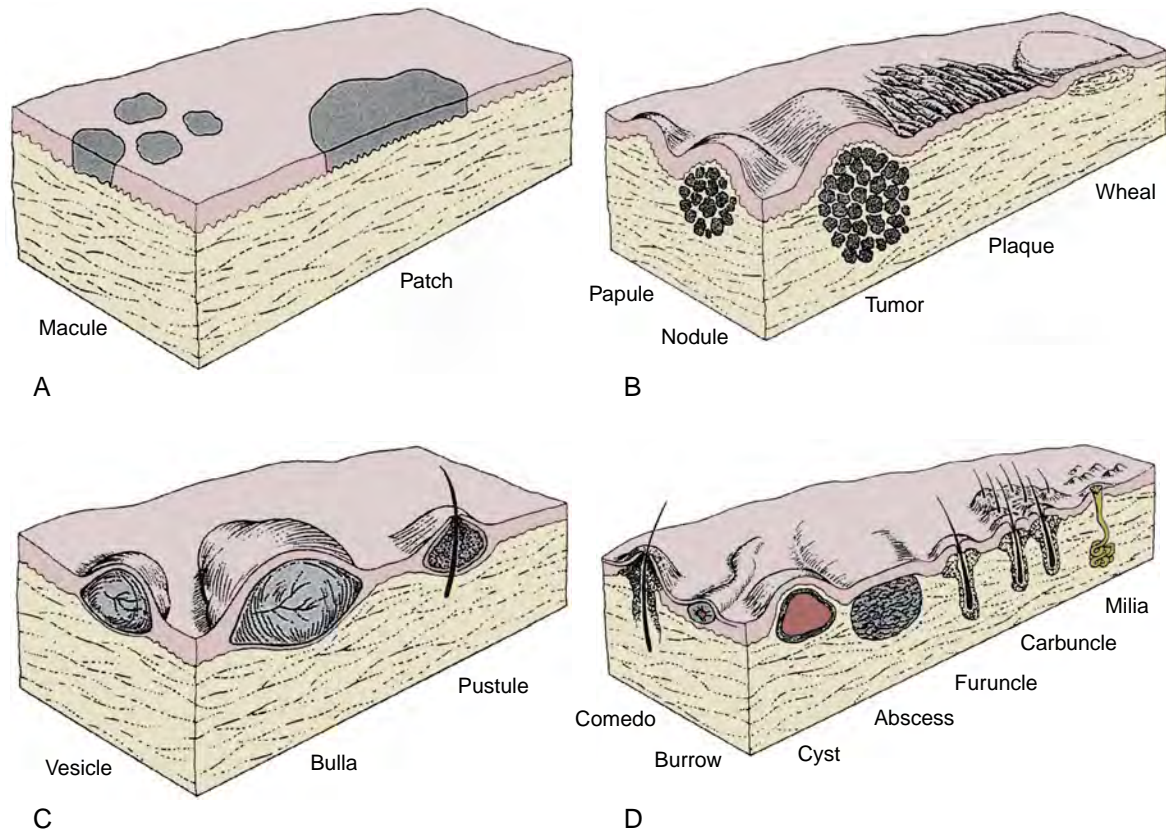 Macule
Patch
A
Papule
Nodule
Tumor
Plaque
Wheal
B
Vesicle
Bulla
Pustule
C
Comedo
Burrow
Cyst
Abscess
Furuncle
Carbuncle
Milia
D